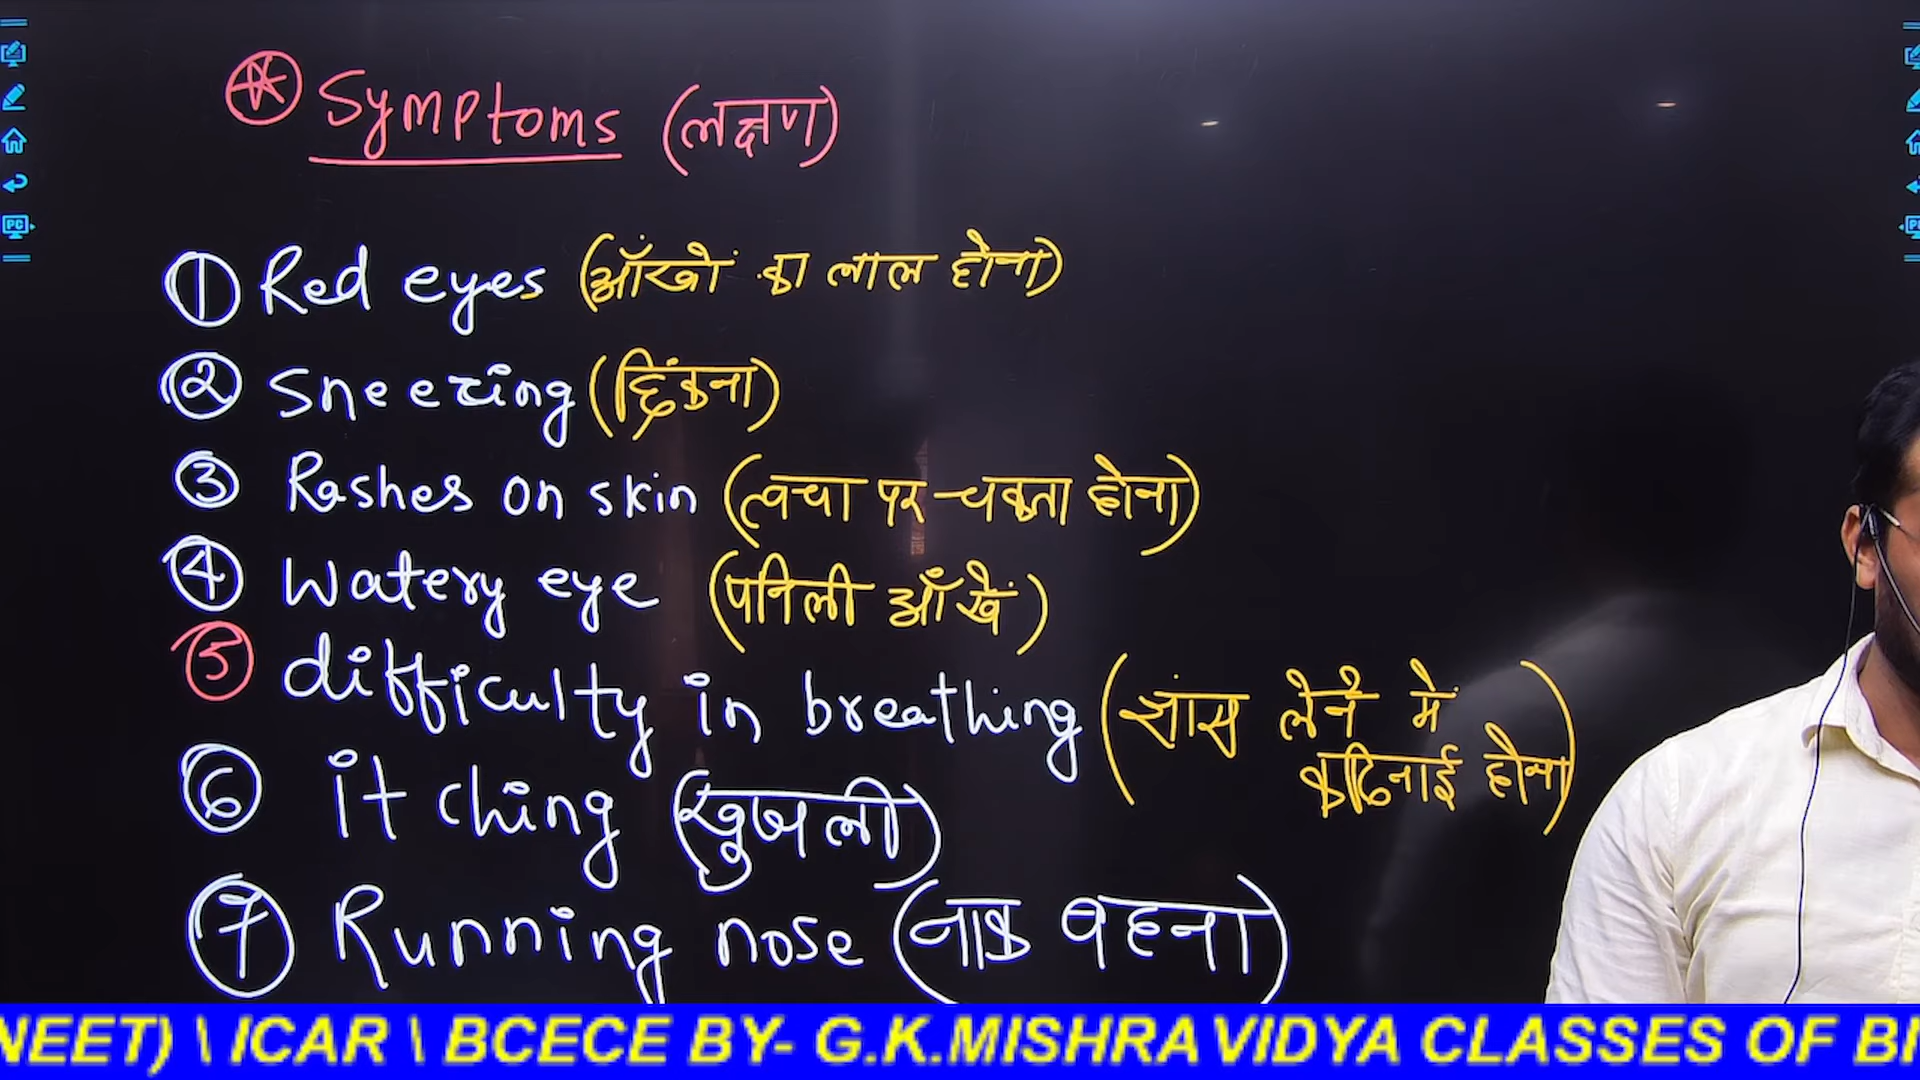 Symptoms (लक्षण)
① Red eyes (आँखों का लाल होना)
② Sneezing (छिंकना)
③ Rashes on skin (त्वचा पर चकता होना)
④ Watery eye (पनिली आँखें)
⑤ difficulty in breathing (सांस लेने में
कठिनाई होना)
⑥ itching (खुजली)
⑦ Running nose (नाक बहना)
NEET) \ ICAR \ BCECE BY- G.K.MISHRA VIDYA CLASSES OF
PC